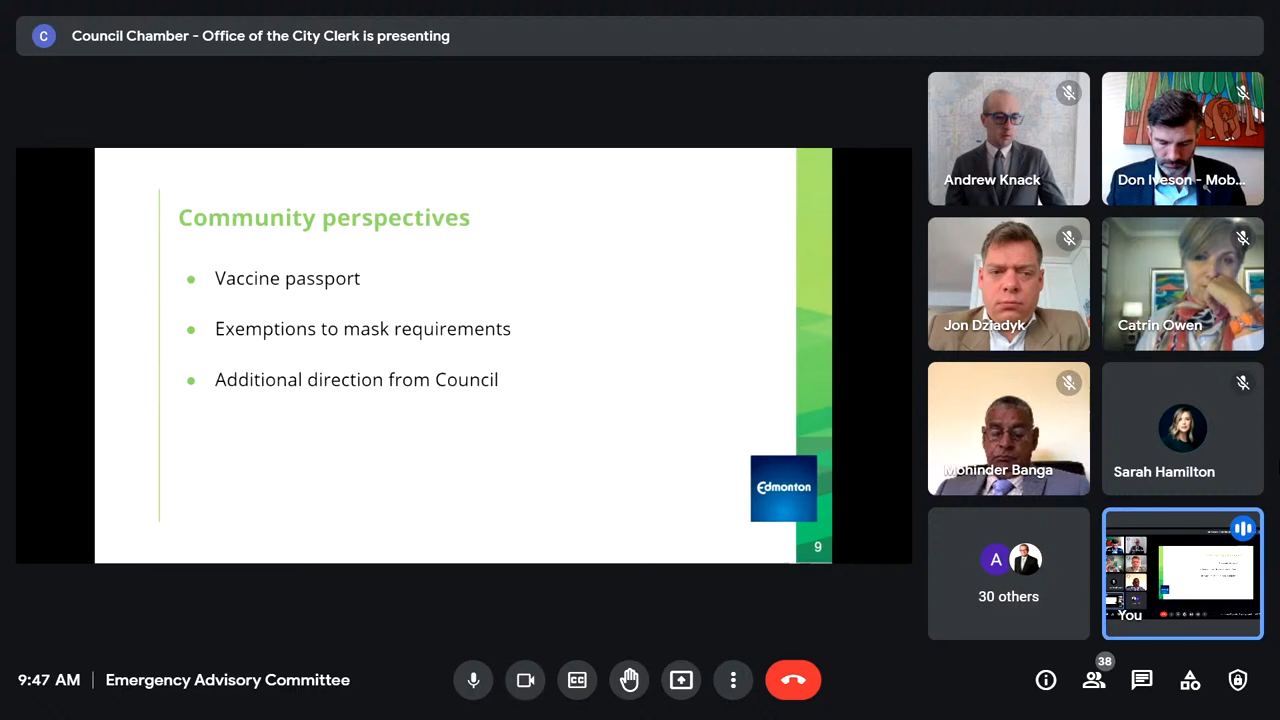 C
Council Chamber - Office of the City Clerk is presenting
Community perspectives
● Vaccine passport
● Exemptions to mask requirements
● Additional direction from Council
Edmonton
9
Andrew Knack
Don Iveson - Mob...
Jon Dziadyk
Catrin Owen
Mohinder Banga
Sarah Hamilton
A
30 others
You
9:47 AM | Emergency Advisory Committee
CC
38